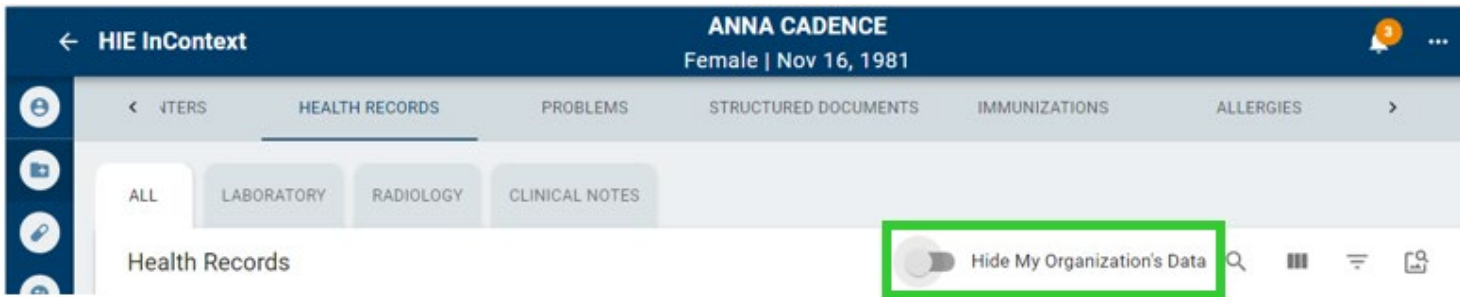 HIE InContext
ANNA CADENCE
Female | Nov 16, 1981
3
NTERS HEALTH RECORDS PROBLEMS STRUCTURED DOCUMENTS IMMUNIZATIONS ALLERGIES
ALL LABORATORY RADIOLOGY CLINICAL NOTES
Health Records Hide My Organization's Data